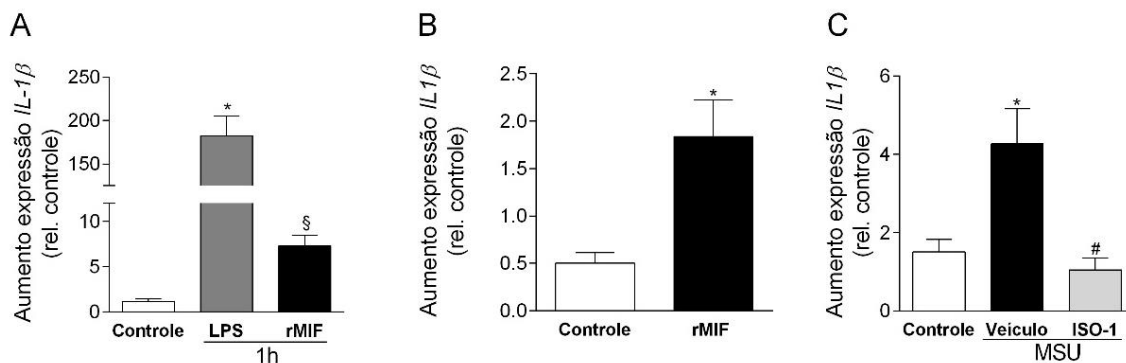 A
Aumento expressão IL-1β
(rel. controle)
250
200
150
10
5
0
*
§
Controle
LPS
rMIF
1h
B
Aumento expressão IL1β
(rel. controle)
2.5
2.0
1.5
1.0
0.5
0.0
*
Controle
rMIF
C
Aumento expressão IL1β
(rel. controle)
6
4
2
0
*
#
Controle
Veículo
ISO-1
MSU